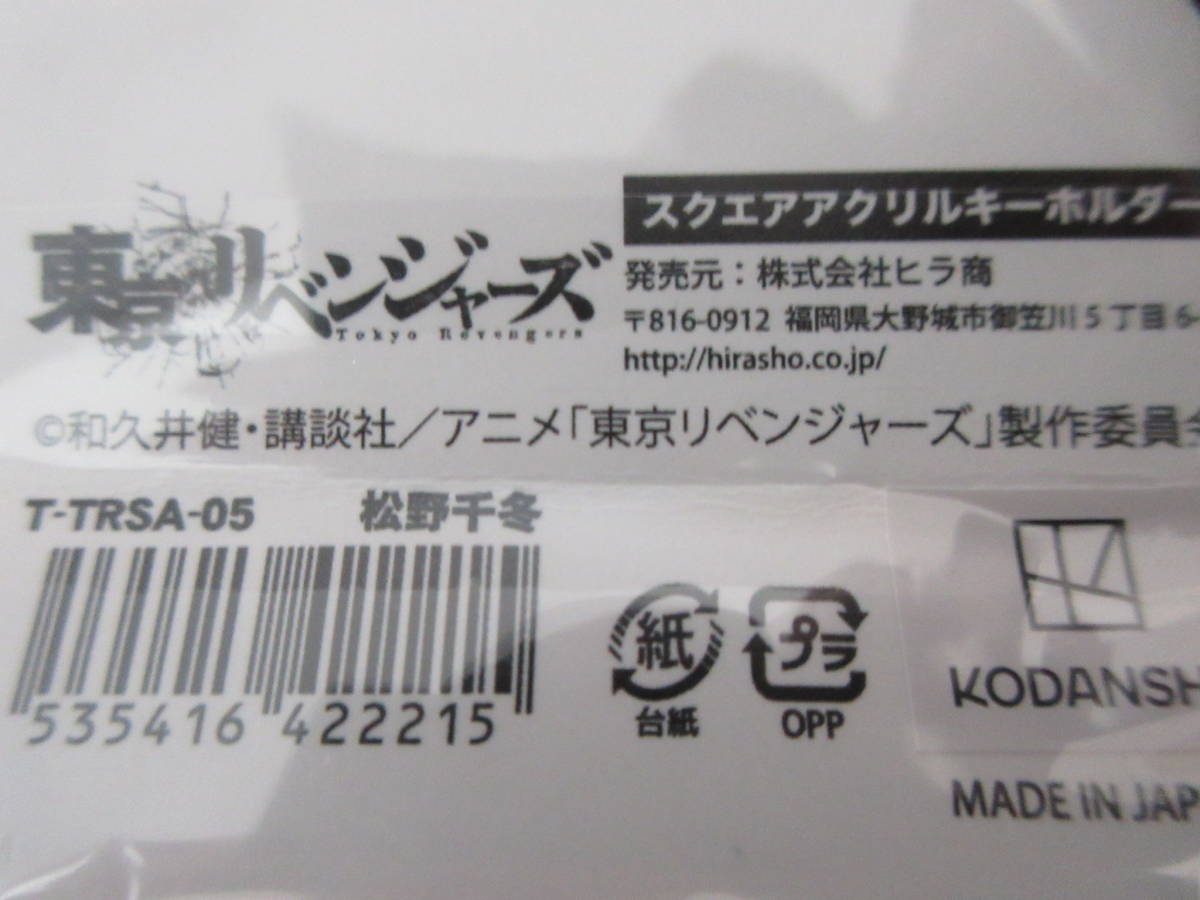 東京リベンジャーズ
Tokyo Revengers
スクエアアクリルキーホルダー
発売元：株式会社ヒラ商
〒816-0912 福岡県大野城市御笠川5丁目6-
http://hirasho.co.jp/
©和久井健・講談社／アニメ「東京リベンジャーズ」製作委員会
T-TRSA-05 松野千冬
535416 422215
紙
台紙
プラ
OPP
KODANSH
MADE IN JAP